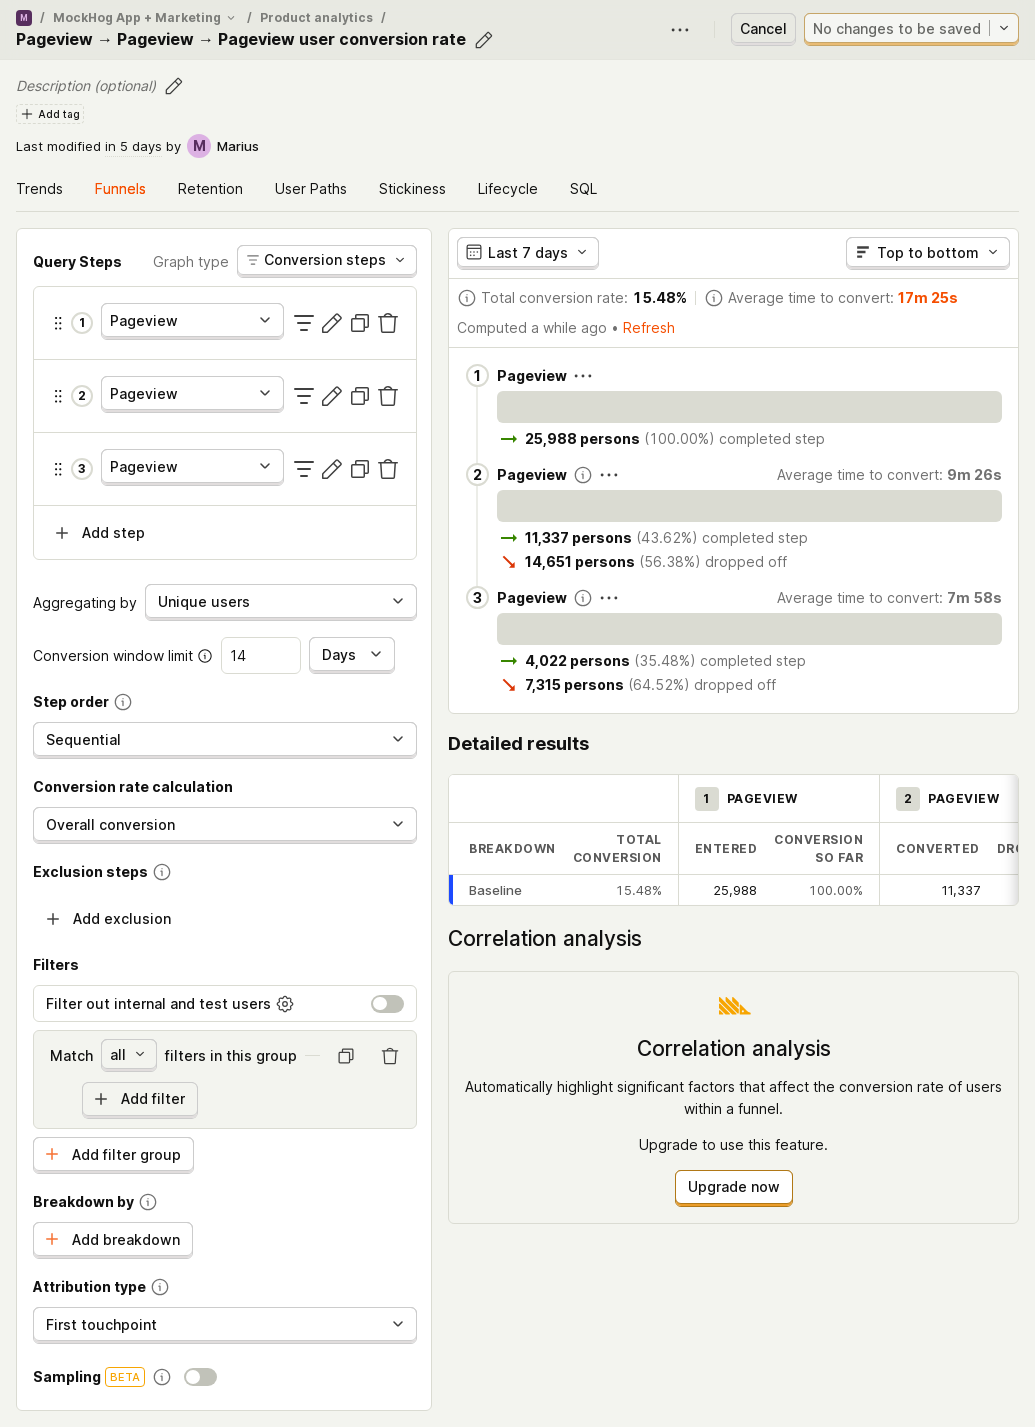 M / MockHog App + Marketing / Product analytics /
Pageview → Pageview → Pageview user conversion rate
Cancel
No changes to be saved
Description (optional)
Add tag
Last modified in 5 days by M Marius
Trends Funnels Retention User Paths Stickiness Lifecycle SQL
Query Steps Graph type Conversion steps
1 Pageview
2 Pageview
3 Pageview
Add step
Aggregating by Unique users
Conversion window limit 14 Days
Step order
Sequential
Conversion rate calculation
Overall conversion
Exclusion steps
Add exclusion
Filters
Filter out internal and test users
Match all filters in this group
Add filter
Add filter group
Breakdown by
Add breakdown
Attribution type
First touchpoint
Sampling BETA
Last 7 days Top to bottom
Total conversion rate: 15.48% Average time to convert: 17m 25s
Computed a while ago • Refresh
1 Pageview
25,988 persons (100.00%) completed step
2 Pageview Average time to convert: 9m 26s
11,337 persons (43.62%) completed step
14,651 persons (56.38%) dropped off
3 Pageview Average time to convert: 7m 58s
4,022 persons (35.48%) completed step
7,315 persons (64.52%) dropped off
Detailed results
1 PAGEVIEW 2 PAGEVIEW
BREAKDOWN TOTAL CONVERSION ENTERED CONVERSION SO FAR CONVERTED
Baseline 15.48% 25,988 100.00% 11,337
Correlation analysis
Correlation analysis
Automatically highlight significant factors that affect the conversion rate of users
within a funnel.
Upgrade to use this feature.
Upgrade now